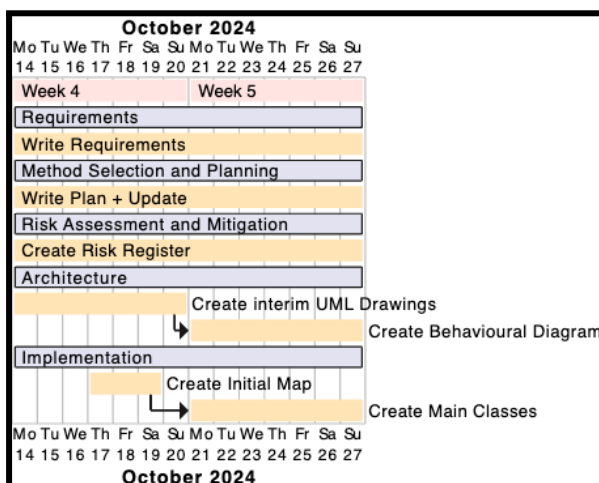 October 2024
Mo Tu We Th Fr Sa Su Mo Tu We Th Fr Sa Su
14 15 16 17 18 19 20 21 22 23 24 25 26 27
Week 4 Week 5
Requirements
Write Requirements
Method Selection and Planning
Write Plan + Update
Risk Assessment and Mitigation
Create Risk Register
Architecture
Create interim UML Drawings
Create Behavioural Diagram
Implementation
Create Initial Map
Create Main Classes
Mo Tu We Th Fr Sa Su Mo Tu We Th Fr Sa Su
14 15 16 17 18 19 20 21 22 23 24 25 26 27
October 2024